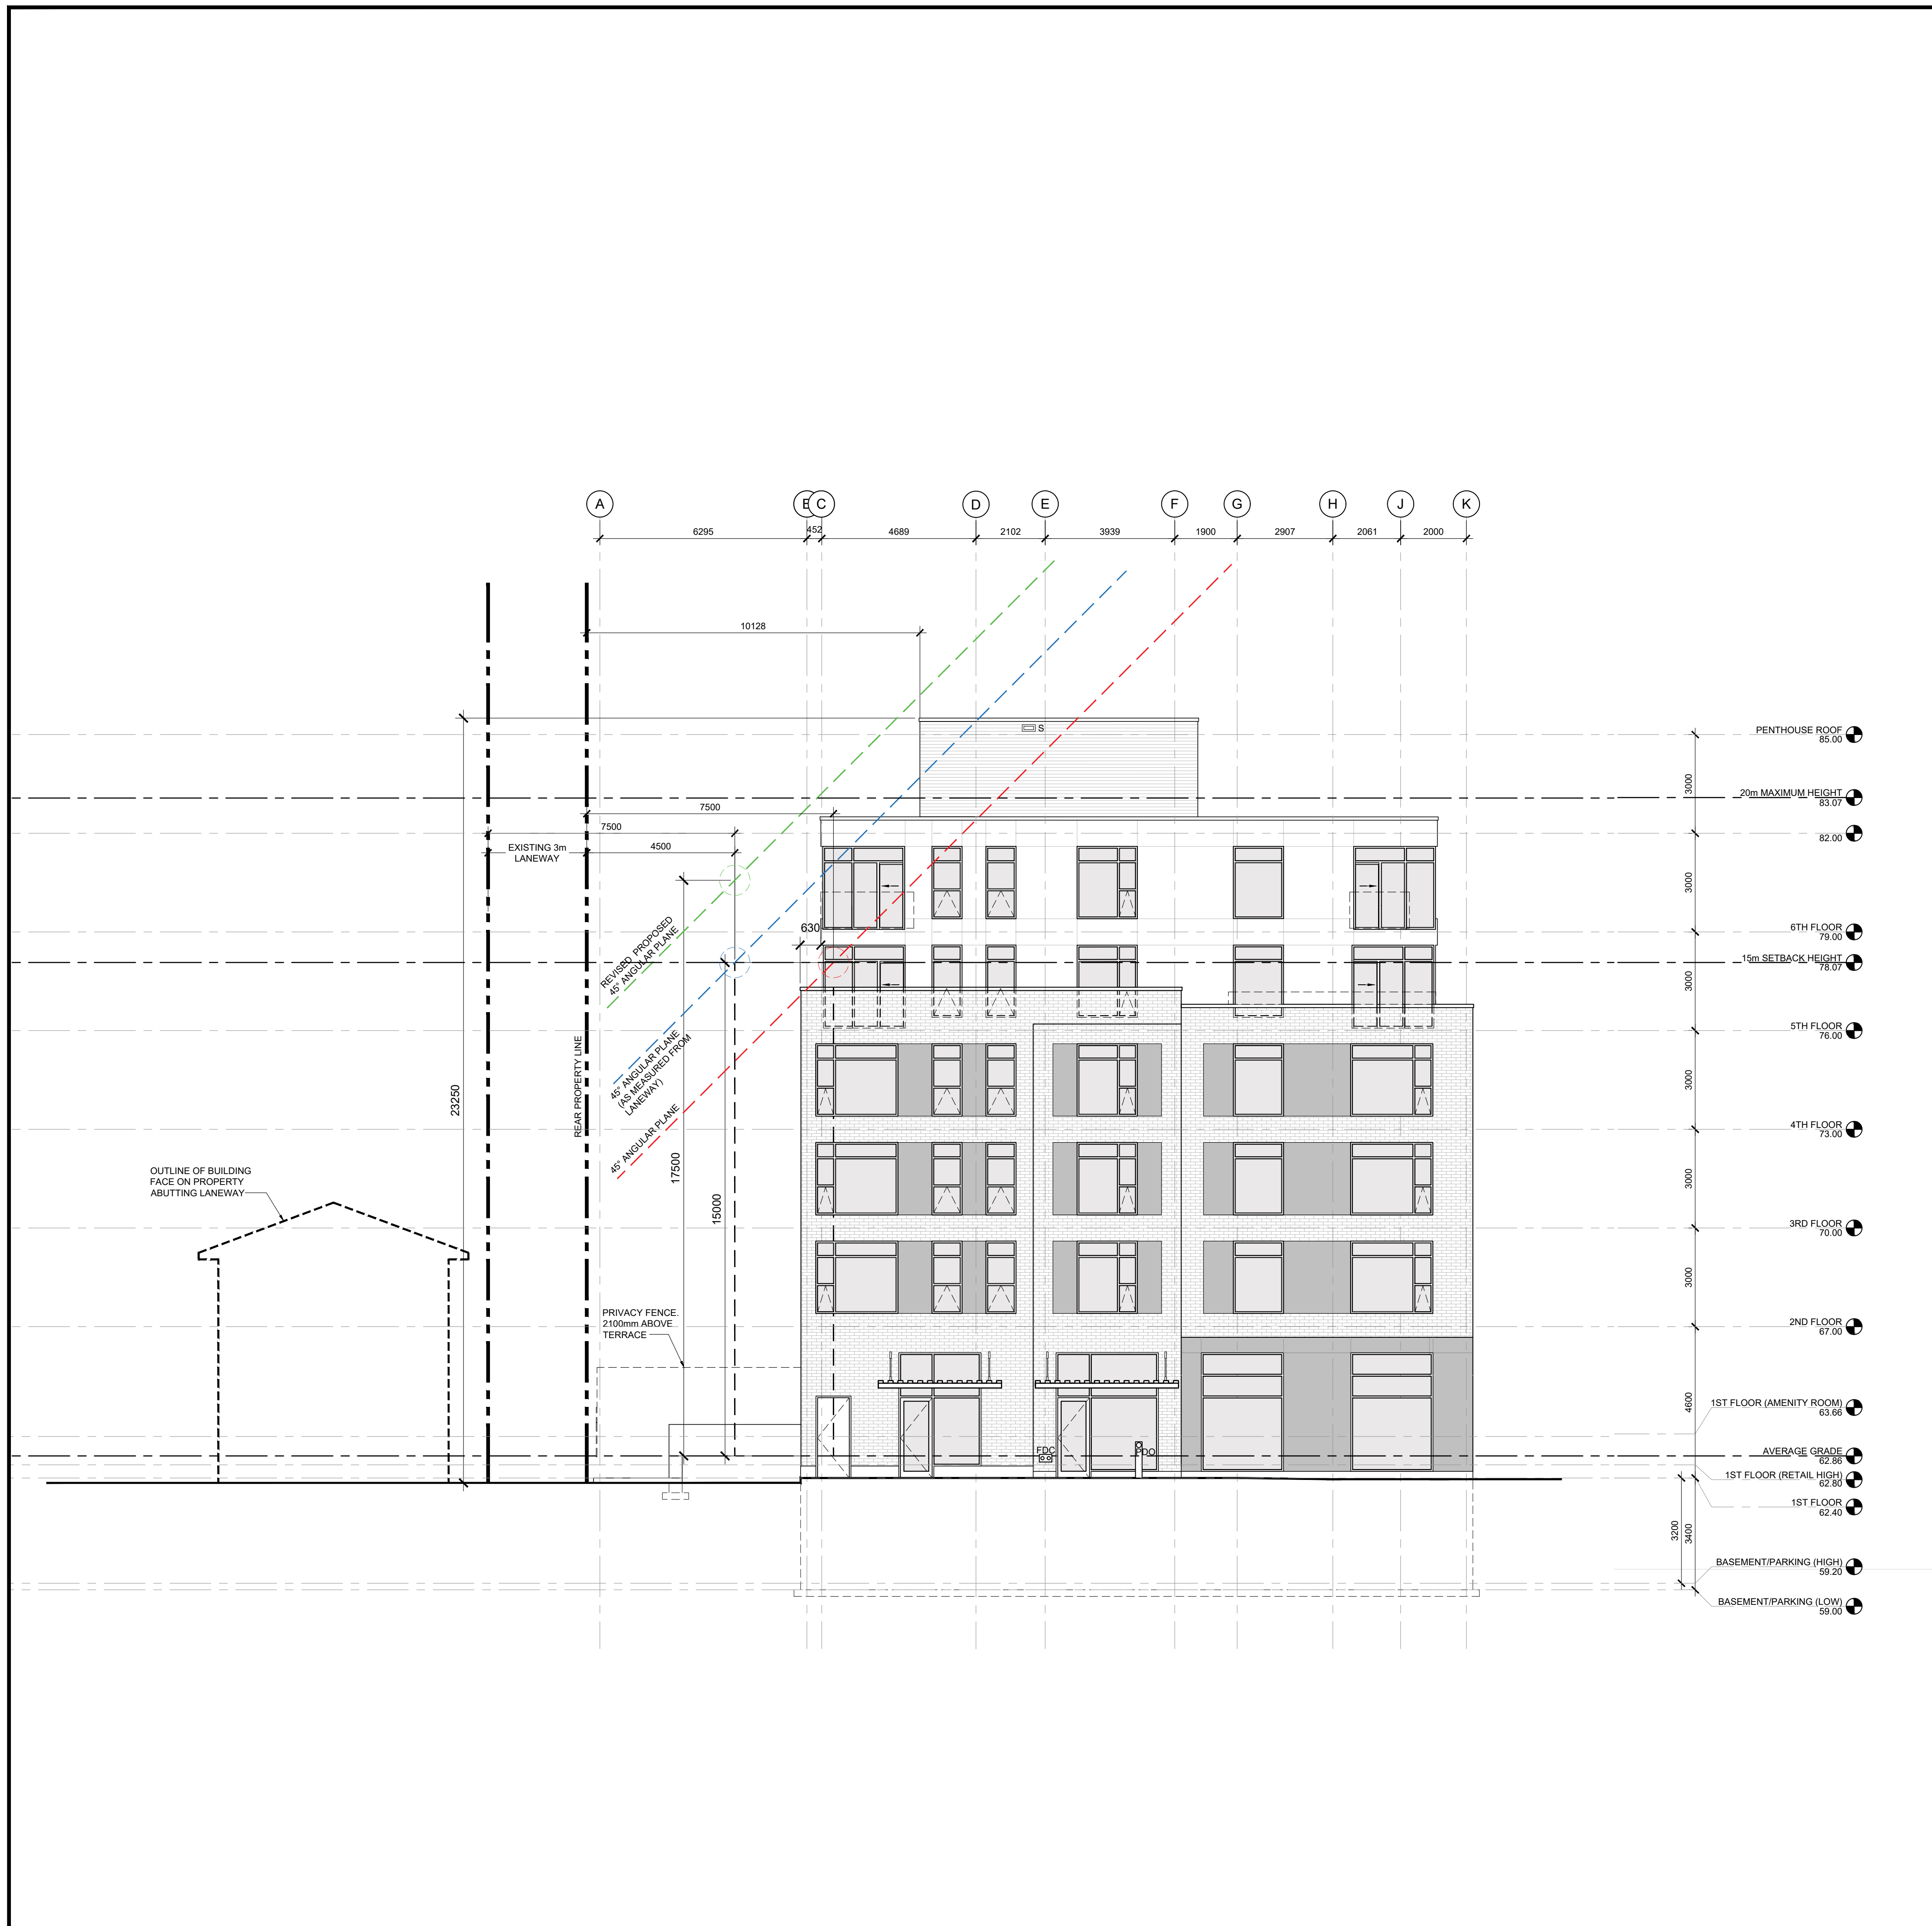 A
B
C
D
E
F
G
H
J
K
6295
452
4689
2102
3939
1900
2907
2061
2000
10128
S
PENTHOUSE ROOF
85.00
3000
20m MAXIMUM HEIGHT
83.07
7500
7500
82.00
EXISTING 3m
LANEWAY
4500
3000
630
REVISED PROPOSED
45° ANGULAR PLANE
6TH FLOOR
79.00
15m SETBACK HEIGHT
78.07
3000
5TH FLOOR
76.00
REAR PROPERTY LINE
45° ANGULAR PLANE
(AS MEASURED FROM
LANEWAY)
45° ANGULAR PLANE
23250
3000
4TH FLOOR
73.00
17500
15000
3000
OUTLINE OF BUILDING
FACE ON PROPERTY
ABUTTING LANEWAY
3RD FLOOR
70.00
3000
PRIVACY FENCE.
2100mm ABOVE
TERRACE
2ND FLOOR
67.00
4600
1ST FLOOR (AMENITY ROOM)
63.66
FDC
PDO
AVERAGE GRADE
62.86
1ST FLOOR (RETAIL HIGH)
62.80
1ST FLOOR
62.40
3200
3400
BASEMENT/PARKING (HIGH)
59.20
BASEMENT/PARKING (LOW)
59.00